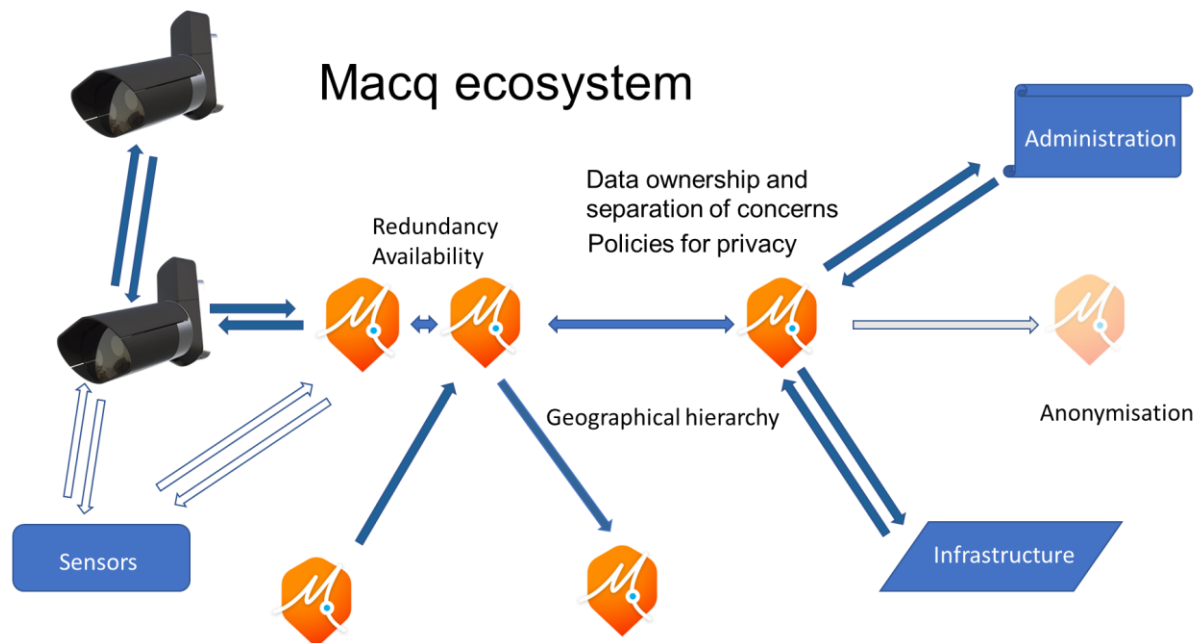 Macq ecosystem
Administration
Data ownership and
separation of concerns
Policies for privacy
Redundancy
Availability
Geographical hierarchy
Anonymisation
Sensors
Infrastructure